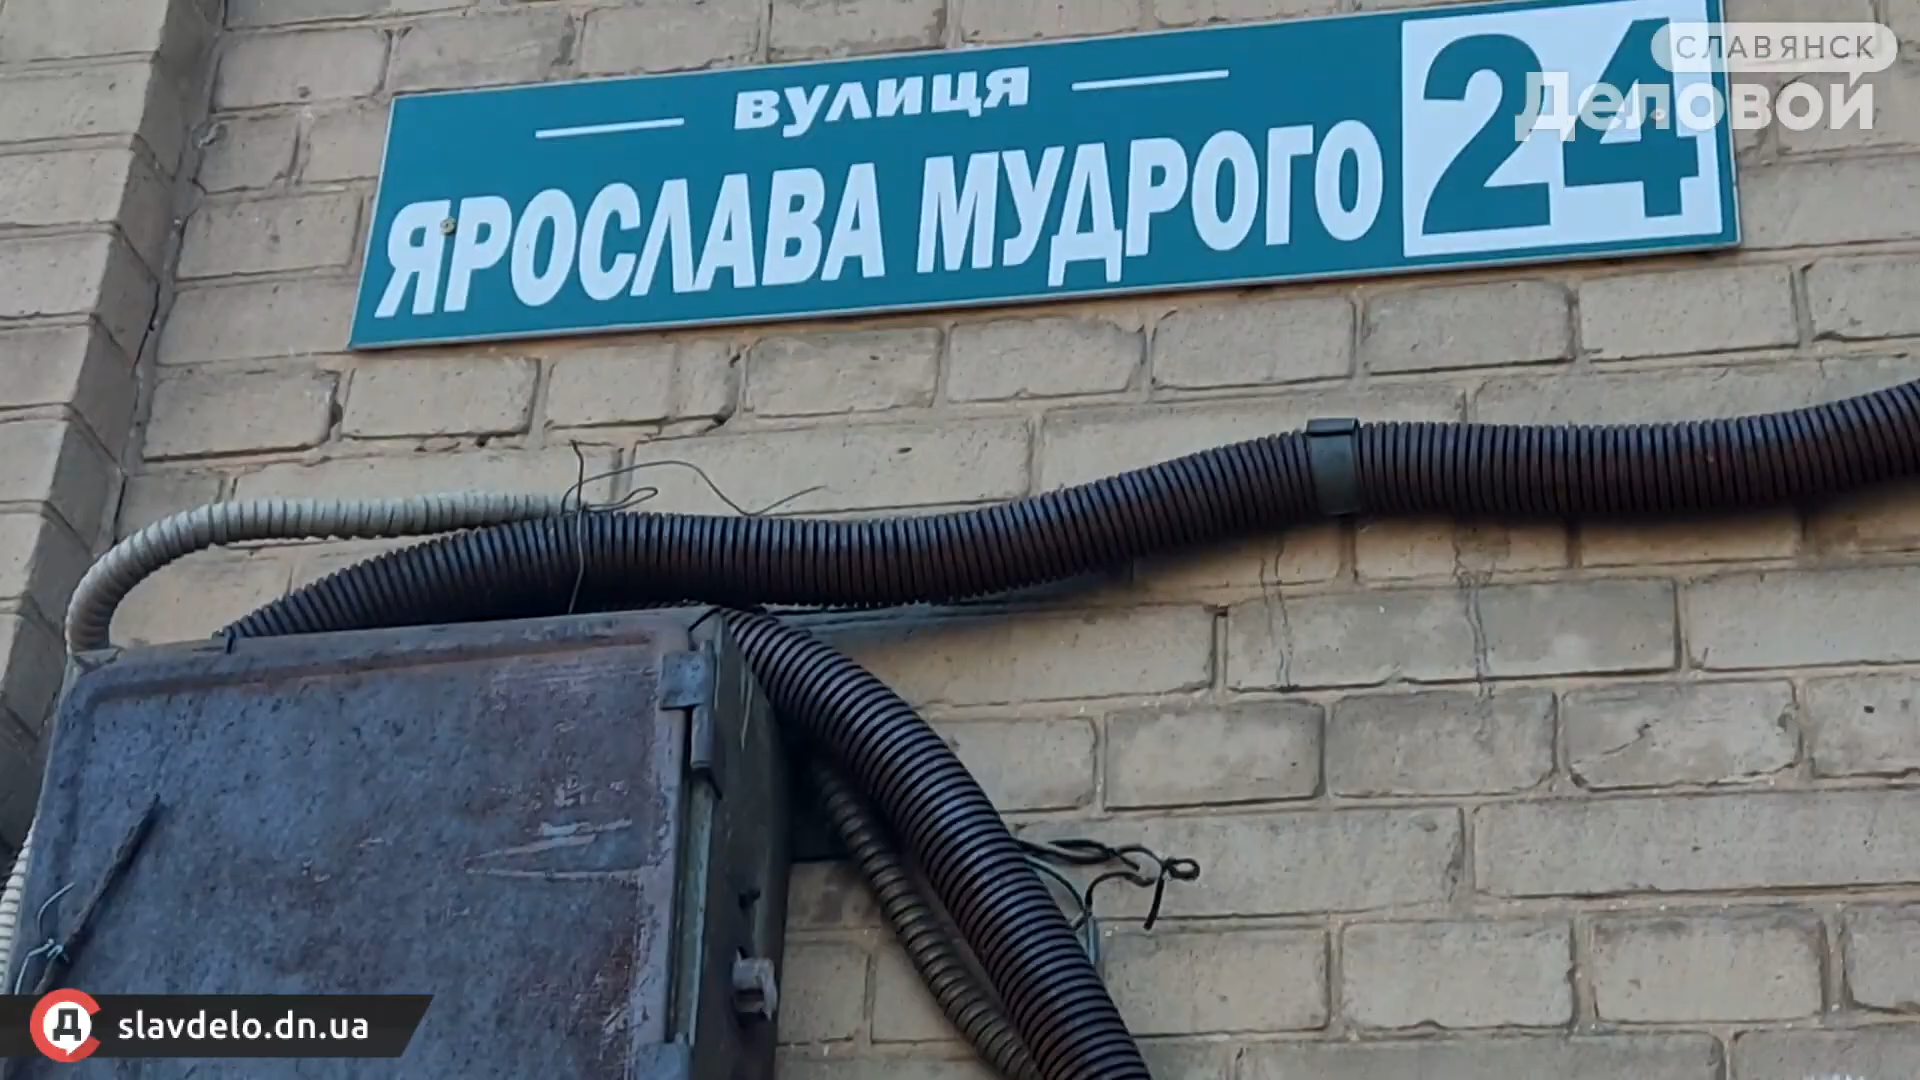 вулиця
ЯРОСЛАВА МУДРОГО
24
СЛАВЯНСК
Деловой
Д
slavdelo.dn.ua